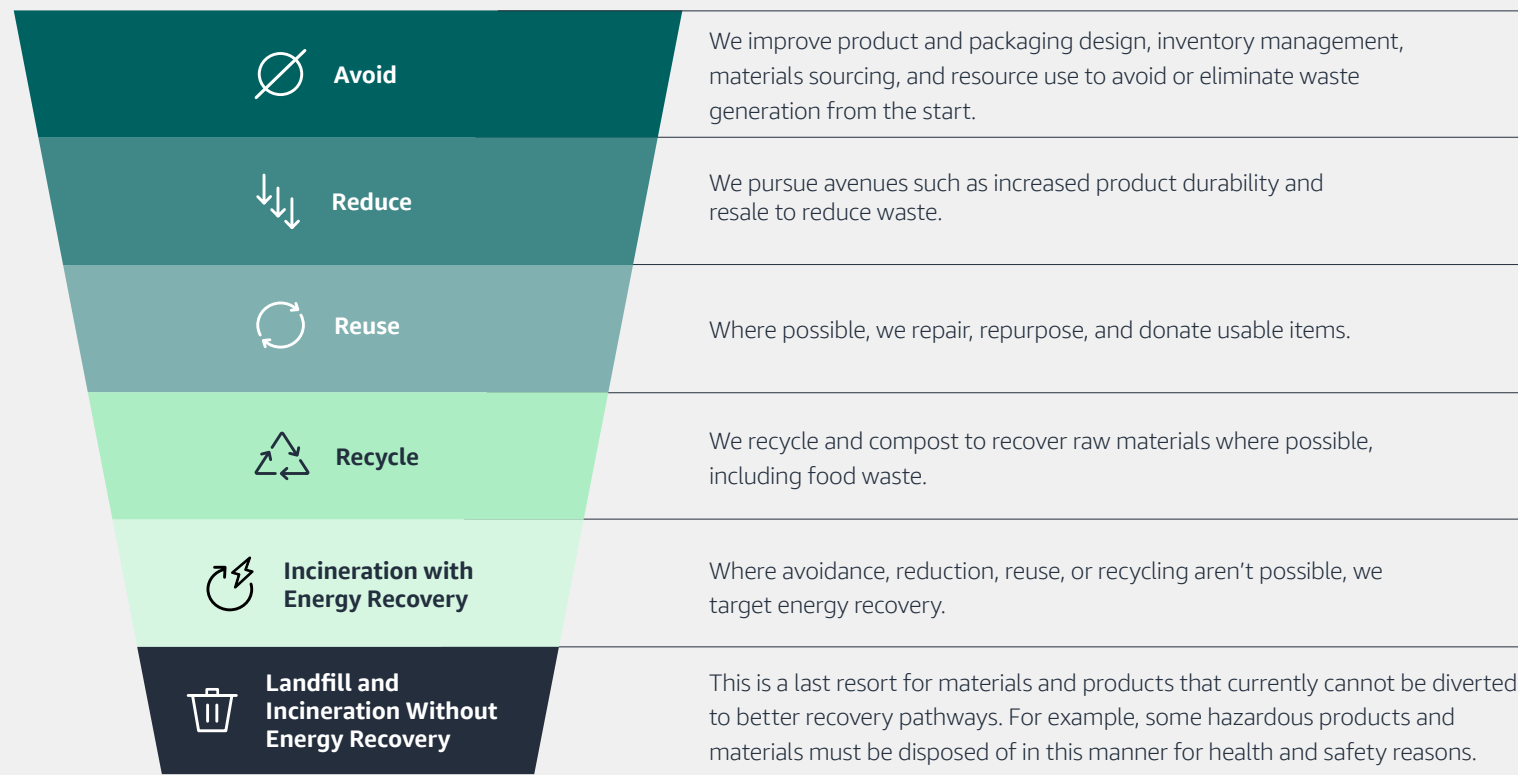 Avoid
We improve product and packaging design, inventory management,
materials sourcing, and resource use to avoid or eliminate waste
generation from the start.
Reduce
We pursue avenues such as increased product durability and
resale to reduce waste.
Reuse
Where possible, we repair, repurpose, and donate usable items.
Recycle
We recycle and compost to recover raw materials where possible,
including food waste.
Incineration with
Energy Recovery
Where avoidance, reduction, reuse, or recycling aren't possible, we
target energy recovery.
Landfill and
Incineration Without
Energy Recovery
This is a last resort for materials and products that currently cannot be diverted
to better recovery pathways. For example, some hazardous products and
materials must be disposed of in this manner for health and safety reasons.